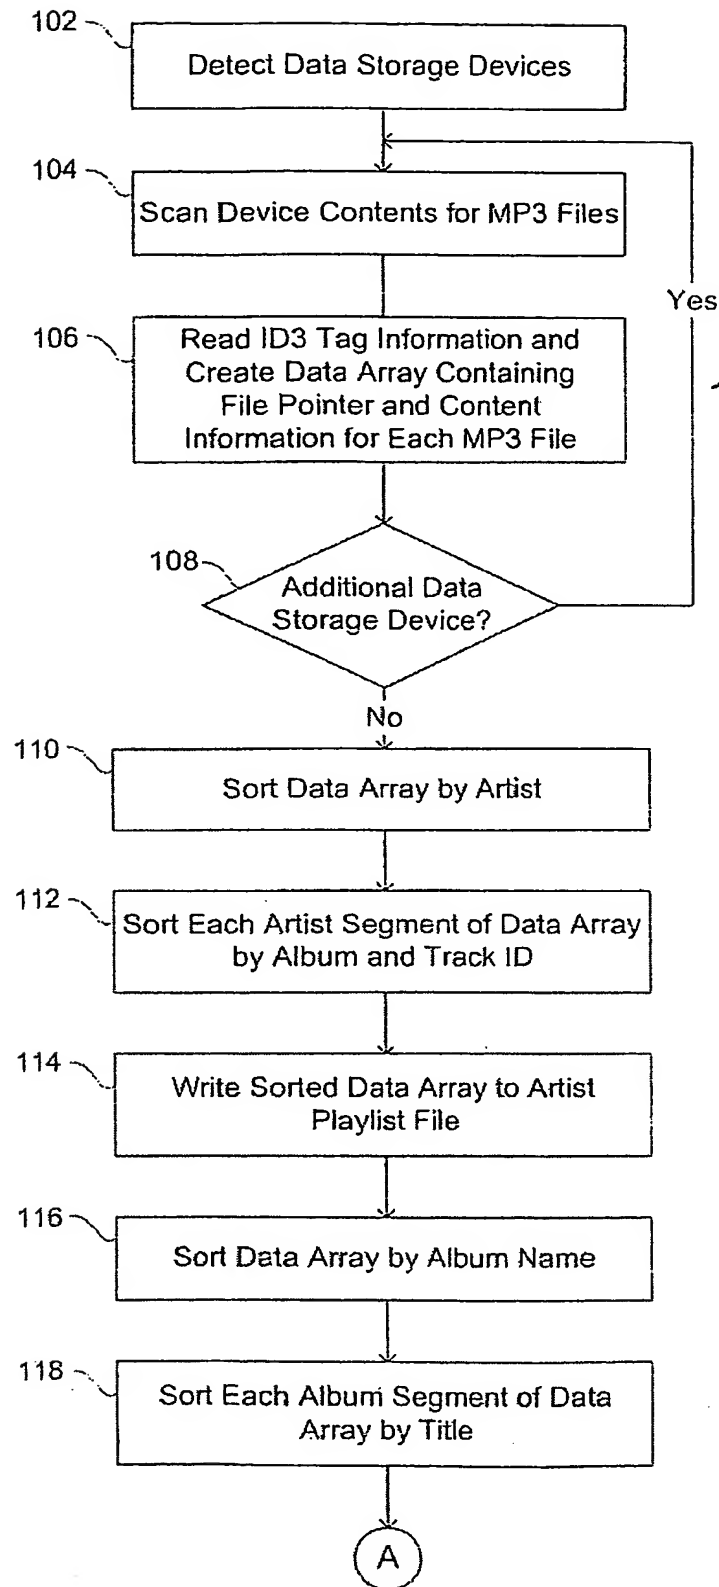 102
Detect Data Storage Devices
104
Scan Device Contents for MP3 Files
Yes
106
Read ID3 Tag Information and
Create Data Array Containing
File Pointer and Content
Information for Each MP3 File
108
Additional Data
Storage Device?
No
110
Sort Data Array by Artist
112
Sort Each Artist Segment of Data Array
by Album and Track ID
114
Write Sorted Data Array to Artist
Playlist File
116
Sort Data Array by Album Name
118
Sort Each Album Segment of Data
Array by Title
A